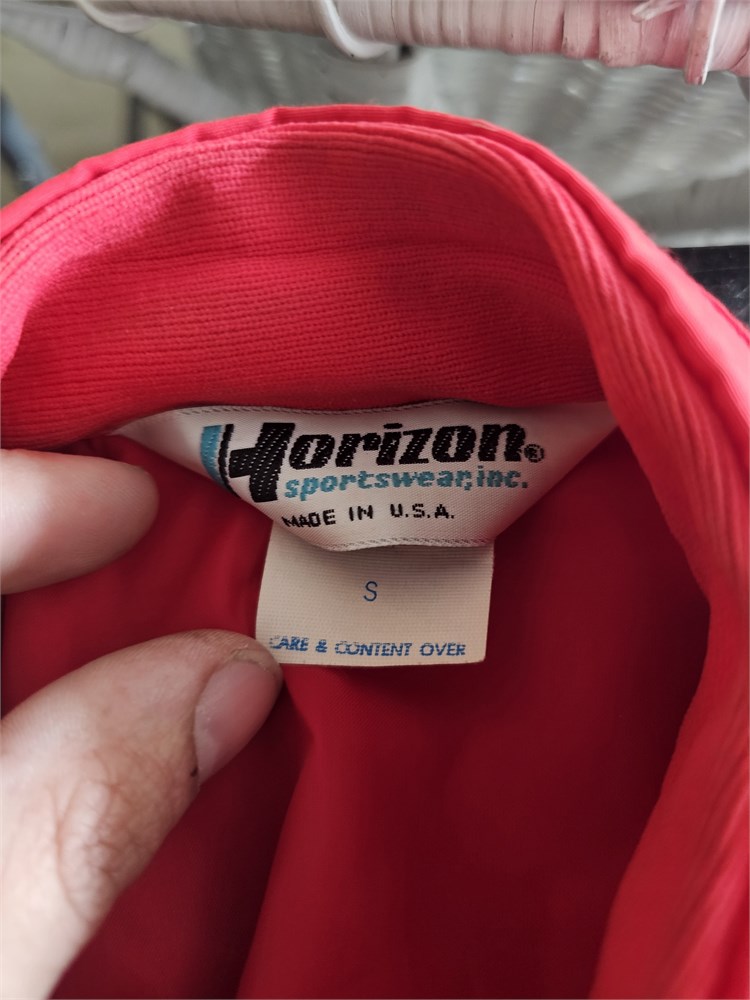 Horizon®
sportswear, inc.
MADE IN U.S.A.
S
CARE & CONTENT OVER